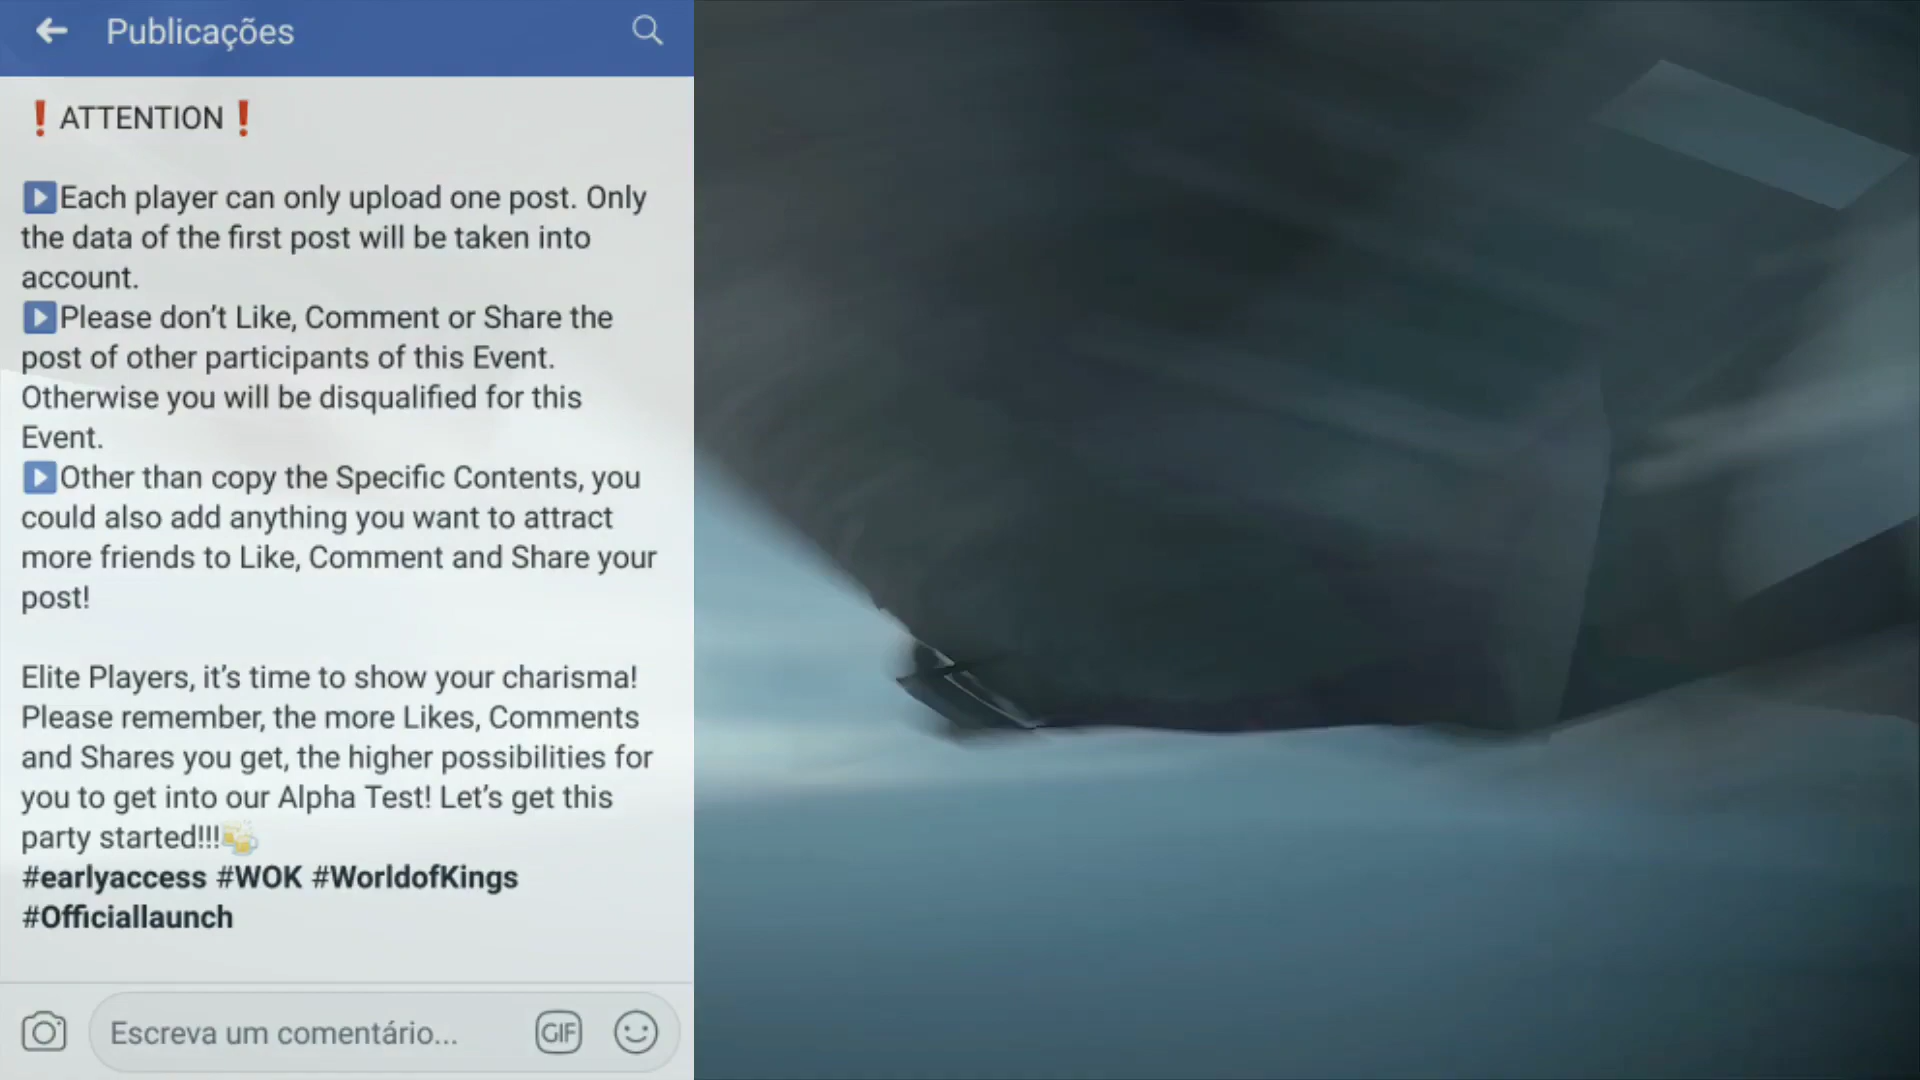 Publicações
❗ATTENTION❗
▶️Each player can only upload one post. Only
the data of the first post will be taken into
account.
▶️Please don’t Like, Comment or Share the
post of other participants of this Event.
Otherwise you will be disqualified for this
Event.
▶️Other than copy the Specific Contents, you
could also add anything you want to attract
more friends to Like, Comment and Share your
post!
Elite Players, it’s time to show your charisma!
Please remember, the more Likes, Comments
and Shares you get, the higher possibilities for
you to get into our Alpha Test! Let’s get this
party started!!!🍻
#earlyaccess #WOK #WorldofKings
#Officiallaunch
Escreva um comentário... GIF